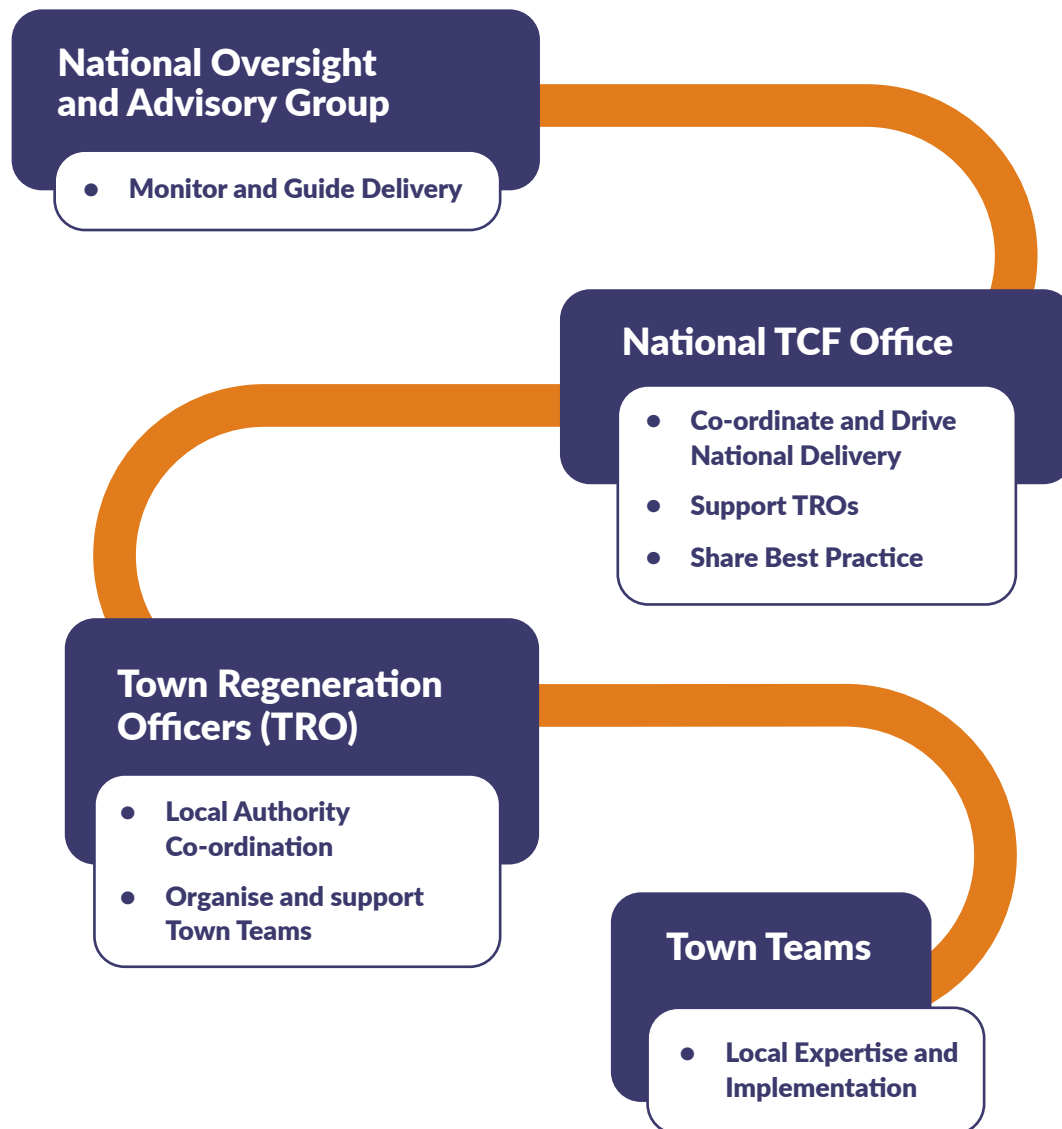 National Oversight
and Advisory Group
● Monitor and Guide Delivery
National TCF Office
● Co-ordinate and Drive
National Delivery
● Support TROs
● Share Best Practice
Town Regeneration
Officers (TRO)
● Local Authority
Co-ordination
● Organise and support
Town Teams
Town Teams
● Local Expertise and
Implementation